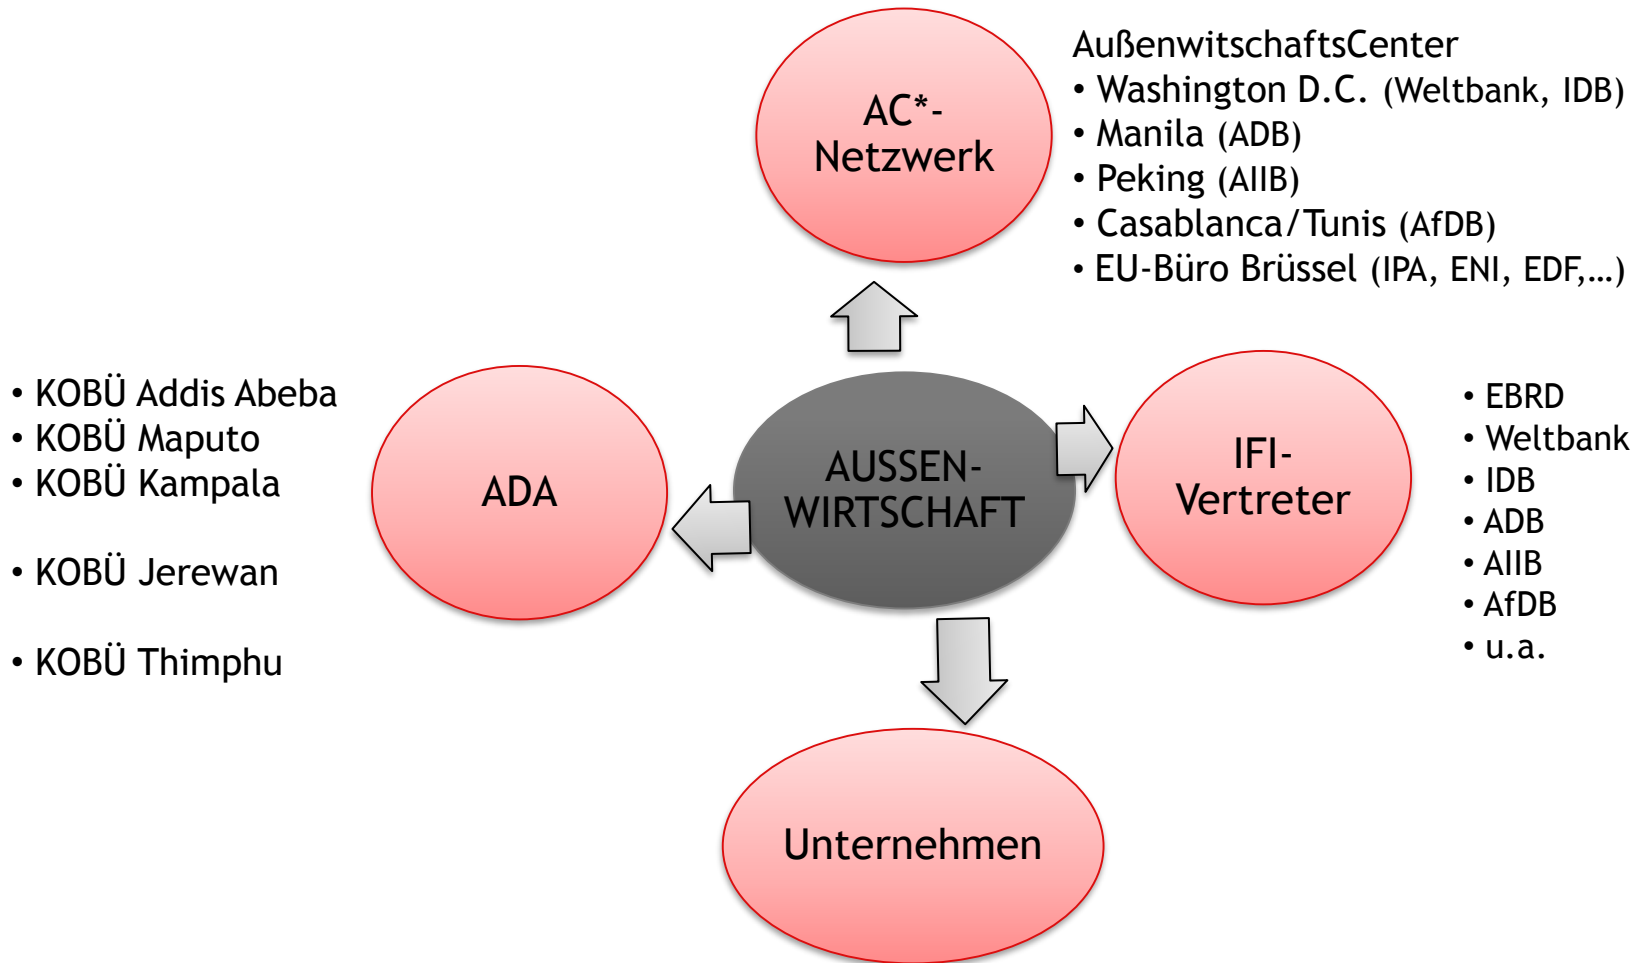 AC*-
Netzwerk
AußenwitschaftsCenter
• Washington D.C. (Weltbank, IDB)
• Manila (ADB)
• Peking (AIIB)
• Casablanca/Tunis (AfDB)
• EU-Büro Brüssel (IPA, ENI, EDF,…)
• KOBÜ Addis Abeba
• KOBÜ Maputo
• KOBÜ Kampala
• KOBÜ Jerewan
• KOBÜ Thimphu
ADA
AUSSEN-
WIRTSCHAFT
IFI-
Vertreter
• EBRD
• Weltbank
• IDB
• ADB
• AIIB
• AfDB
• u.a.
Unternehmen